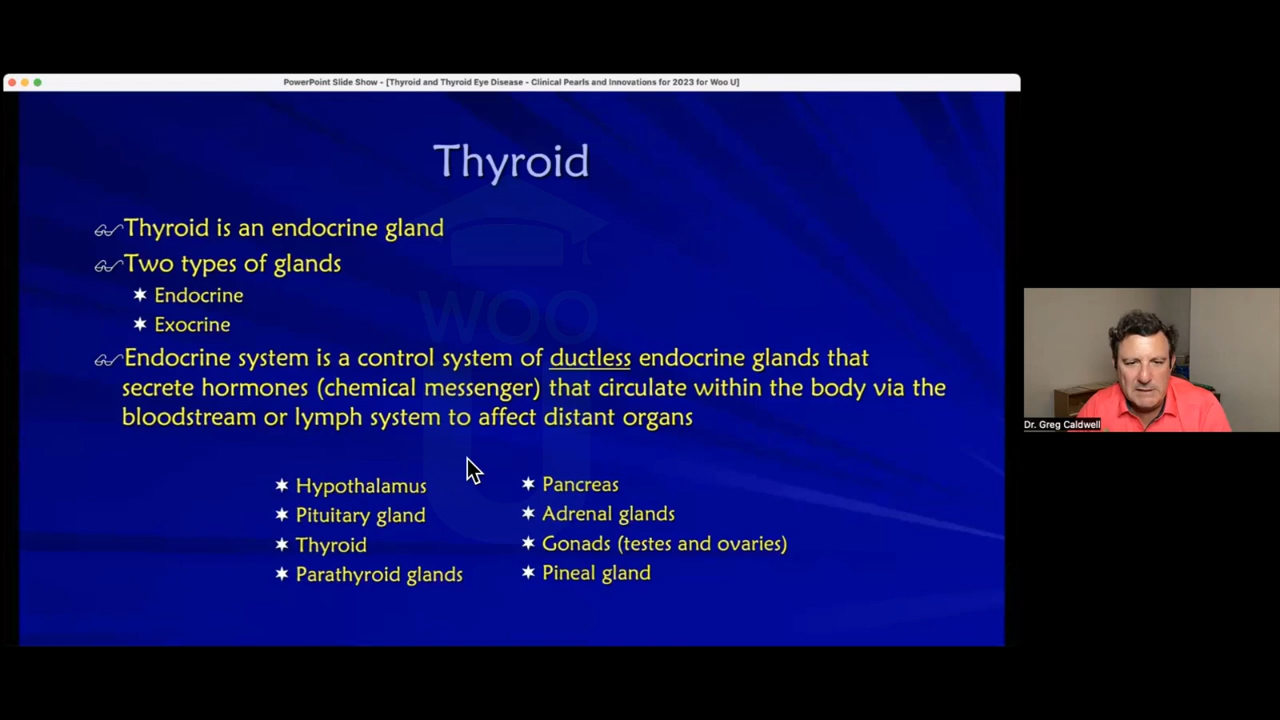 PowerPoint Slide Show - [Thyroid and Thyroid Eye Disease - Clinical Pearls and Innovations for 2023 for Woo U]
Thyroid
Thyroid is an endocrine gland
Two types of glands
Endocrine
Exocrine
Endocrine system is a control system of ductless endocrine glands that
secrete hormones (chemical messenger) that circulate within the body via the
bloodstream or lymph system to affect distant organs
Hypothalamus
Pituitary gland
Thyroid
Parathyroid glands
Pancreas
Adrenal glands
Gonads (testes and ovaries)
Pineal gland
WOO
U
Dr. Greg Caldwell